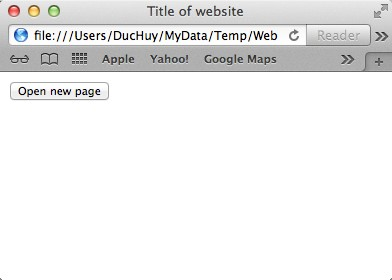 Title of website
file:///Users/DucHuy/MyData/Temp/Web
Reader
Apple Yahoo! Google Maps
Open new page